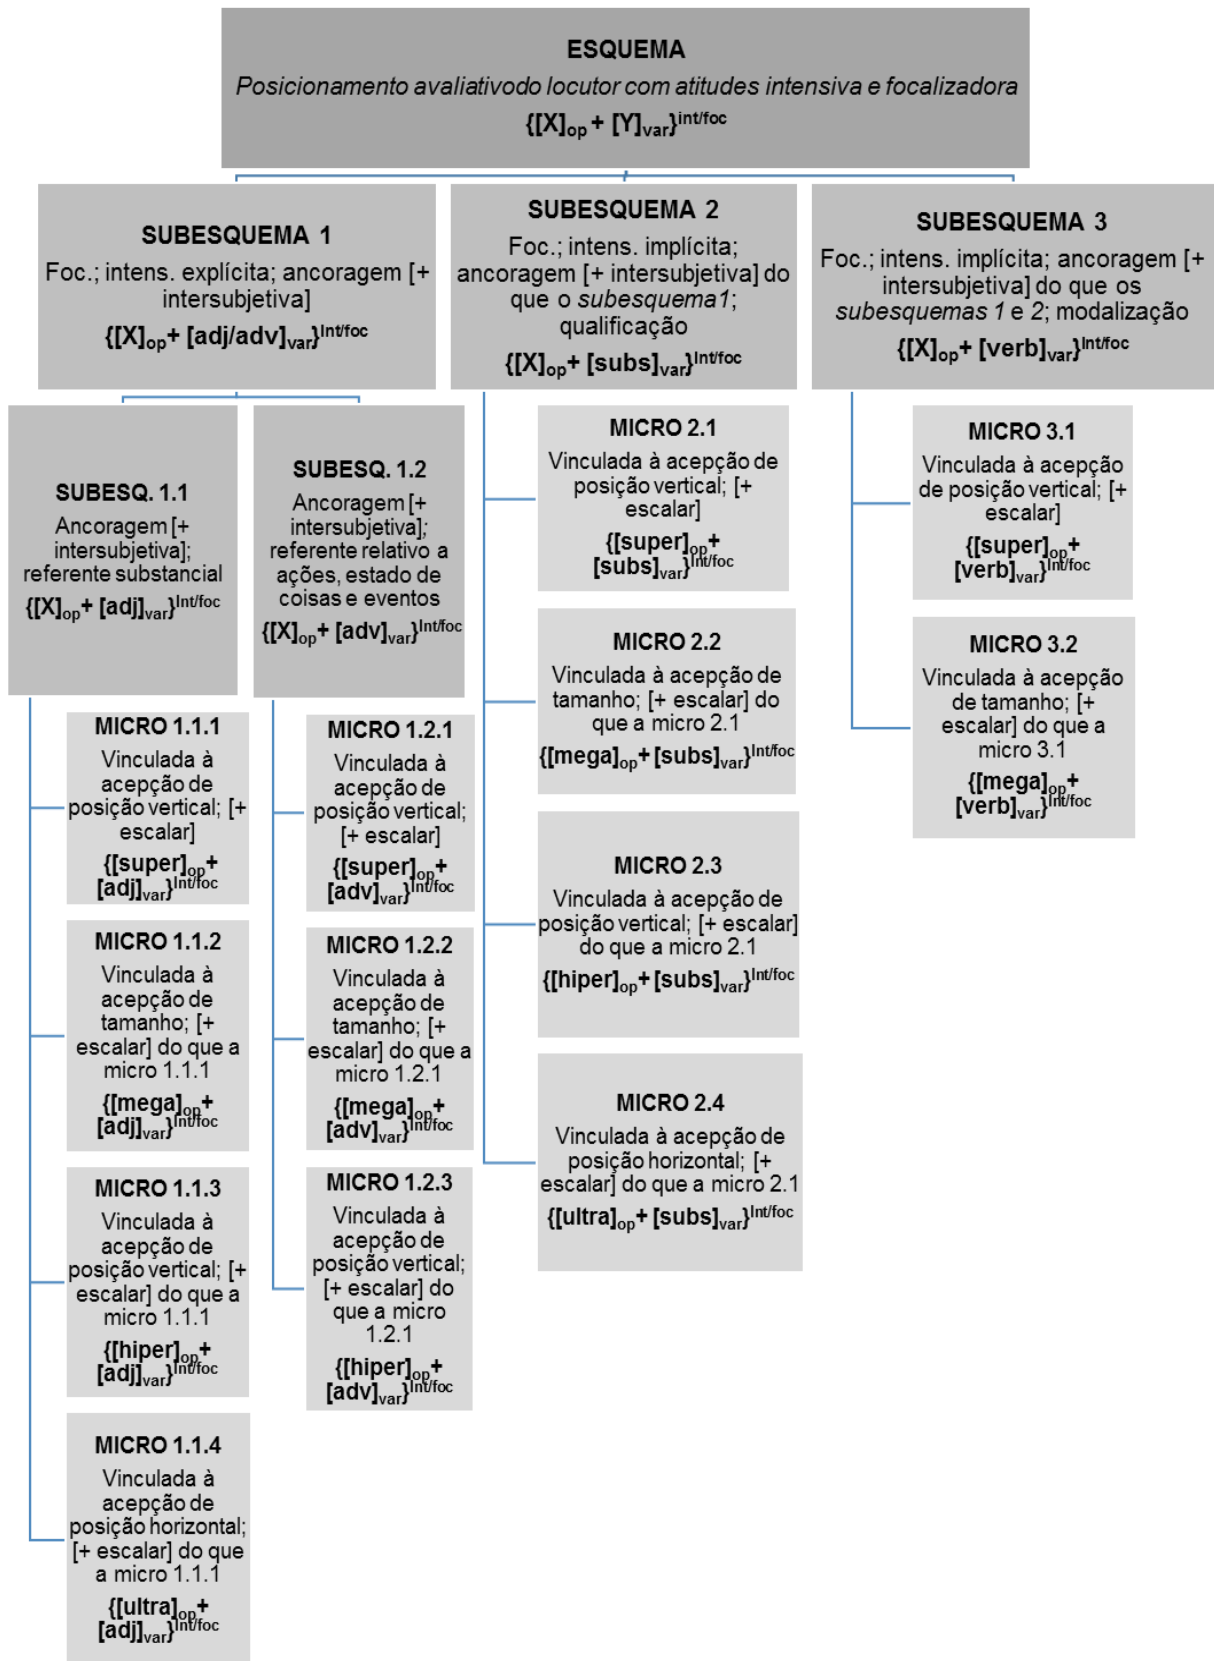 ESQUEMA
Posicionamento avaliativodo locutor com atitudes intensiva e focalizadora
{[X]op + [Y]var}int/foc
SUBESQUEMA 1
Foc.; intens. explícita; ancoragem [+
intersubjetiva]
{[X]op+ [adj/adv]var}Int/foc
SUBESQUEMA 2
Foc.; intens. implícita;
ancoragem [+ intersubjetiva] do
que o subesquema1;
qualificação
{[X]op+ [subs]var}Int/foc
SUBESQUEMA 3
Foc.; intens. implícita; ancoragem [+
intersubjetiva] do que os
subesquemas 1 e 2; modalização
{[X]op+ [verb]var}Int/foc
SUBESQ. 1.1
Ancoragem [+
intersubjetiva];
referente substancial
{[X]op+ [adj]var}Int/foc
SUBESQ. 1.2
Ancoragem [+
intersubjetiva];
referente relativo a
ações, estado de
coisas e eventos
{[X]op+ [adv]var}Int/foc
MICRO 1.1.1
Vinculada à
acepção de
posição vertical; [+
escalar]
{[super]op+
[adj]var}Int/foc
MICRO 1.1.2
Vinculada à
acepção de
tamanho; [+
escalar] do que a
micro 1.1.1
{[mega]op+
[adj]var}Int/foc
MICRO 1.1.3
Vinculada à
acepção de
posição vertical; [+
escalar] do que a
micro 1.1.1
{[hiper]op+
[adj]var}Int/foc
MICRO 1.1.4
Vinculada à
acepção de
posição horizontal;
[+ escalar] do que
a micro 1.1.1
{[ultra]op+
[adj]var}Int/foc
MICRO 1.2.1
Vinculada à
acepção de
posição vertical;
[+ escalar]
{[super]op+
[adv]var}Int/foc
MICRO 1.2.2
Vinculada à
acepção de
tamanho; [+
escalar] do que a
micro 1.2.1
{[mega]op+
[adv]var}Int/foc
MICRO 1.2.3
Vinculada à
acepção de
posição vertical;
[+ escalar] do
que a micro
1.2.1
{[hiper]op+
[adv]var}Int/foc
MICRO 2.1
Vinculada à acepção de
posição vertical; [+
escalar]
{[super]op+
[subs]var}Int/foc
MICRO 2.2
Vinculada à acepção de
tamanho; [+ escalar] do
que a micro 2.1
{[mega]op+ [subs]var}Int/foc
MICRO 2.3
Vinculada à acepção de
posição vertical; [+ escalar]
do que a micro 2.1
{[hiper]op+ [subs]var}Int/foc
MICRO 2.4
Vinculada à acepção de
posição horizontal; [+
escalar] do que a micro 2.1
{[ultra]op+ [subs]var}Int/foc
MICRO 3.1
Vinculada à acepção
de posição vertical; [+
escalar]
{[super]op+
[verb]var}Int/foc
MICRO 3.2
Vinculada à acepção
de tamanho; [+
escalar] do que a
micro 3.1
{[mega]op+
[verb]var}Int/foc